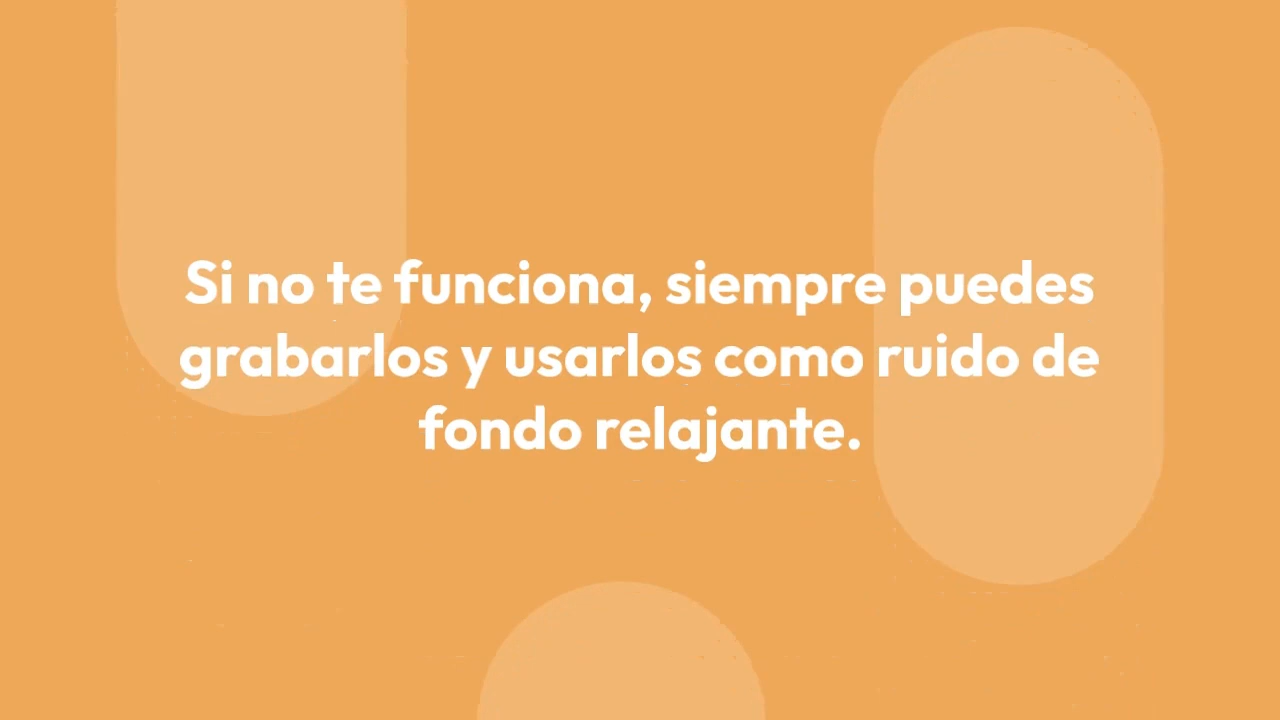 Si no te funciona, siempre puedes
grabarlos y usarlos como ruido de
fondo relajante.